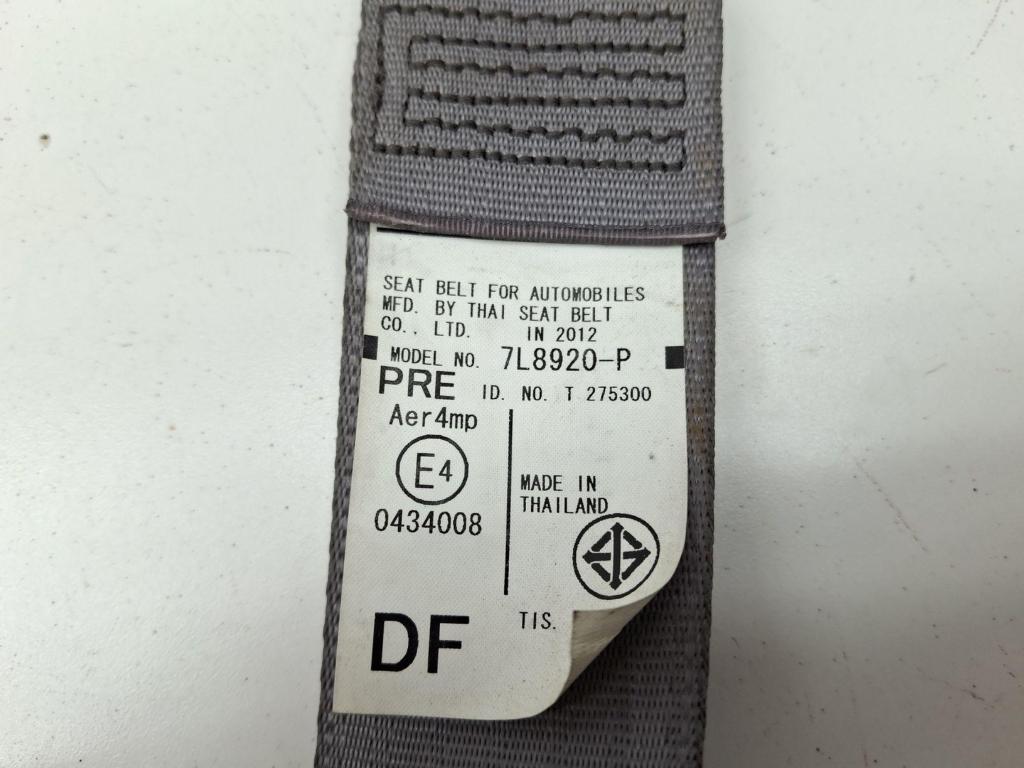 SEAT BELT FOR AUTOMOBILES
MFD. BY THAI SEAT BELT
CO., LTD. IN 2012
MODEL NO. 7L8920-P
PRE ID. NO. T 275300
Aer4mp
E4
0434008
MADE IN
THAILAND
TIS.
DF